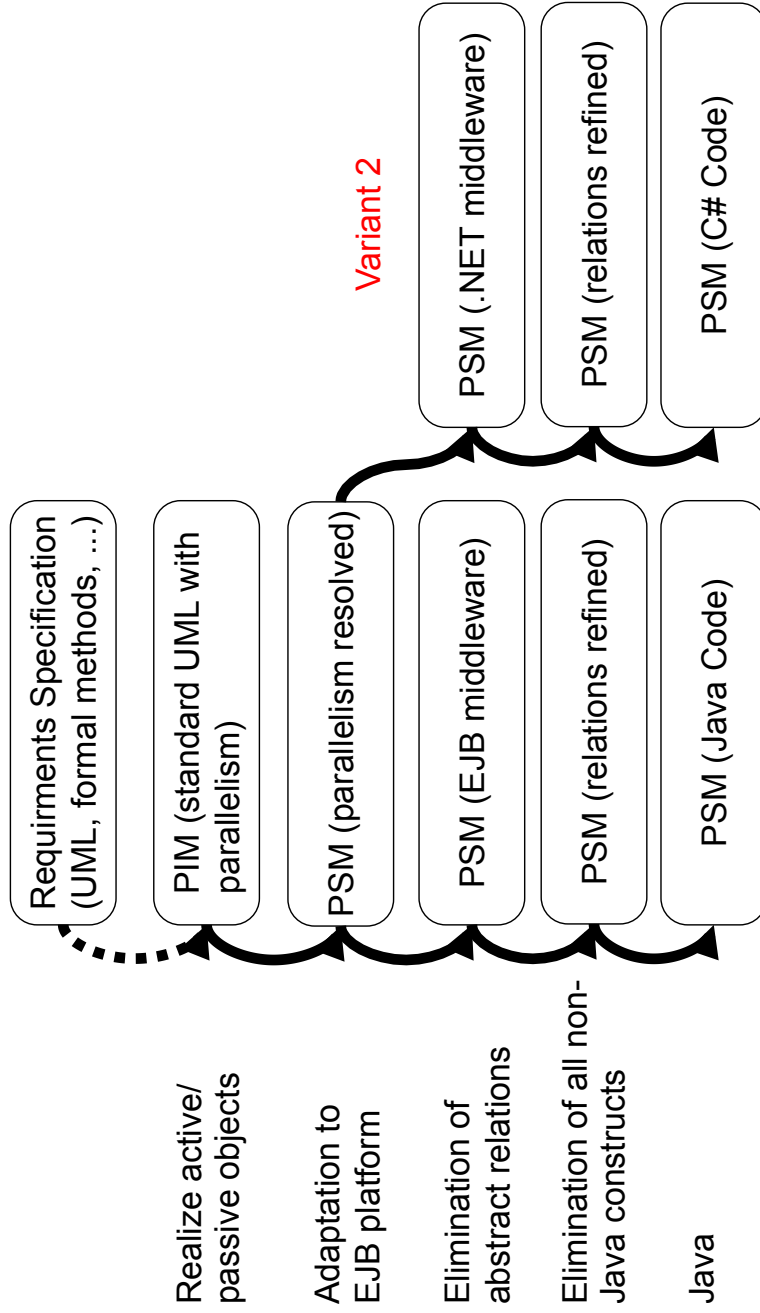 Requirments Specification
(UML, formal methods, ...)
Realize active/
passive objects
PIM (standard UML with
parallelism)
Adaptation to
EJB platform
PSM (parallelism resolved)
Variant 2
Elimination of
abstract relations
PSM (EJB middleware)
PSM (.NET middleware)
Elimination of all non-
Java constructs
PSM (relations refined)
PSM (relations refined)
Java
PSM (Java Code)
PSM (C# Code)